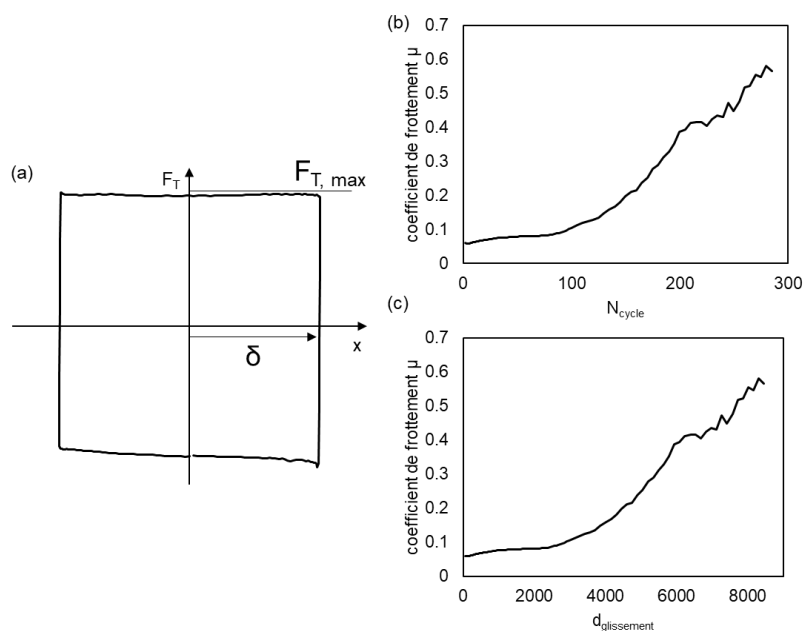 (a)
F_T
F_T, max
x
δ
(b)
coefficient de frottement μ
0.7
0.6
0.5
0.4
0.3
0.2
0.1
0
0 100 200 300
N_cycle
(c)
coefficient de frottement μ
0.7
0.6
0.5
0.4
0.3
0.2
0.1
0
0 2000 4000 6000 8000
d_glissement